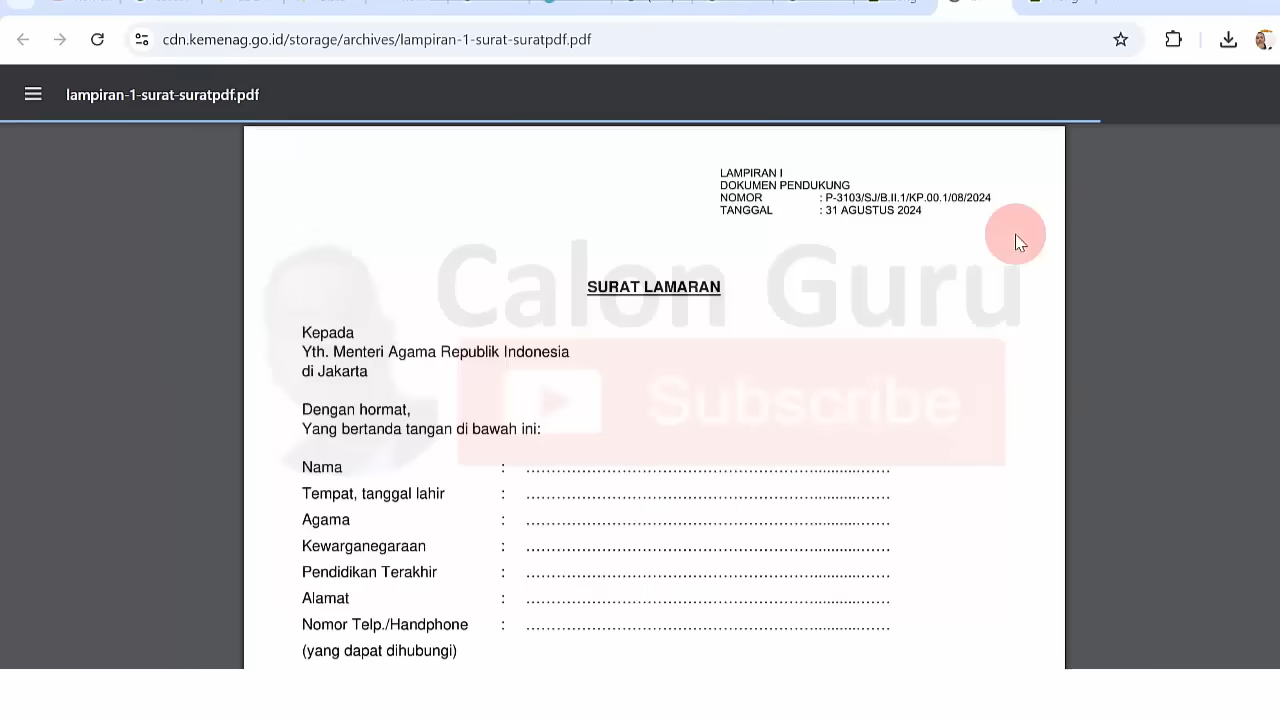 cdn.kemenag.go.id/storage/archives/lampiran-1-surat-suratpdf.pdf
lampiran-1-surat-suratpdf.pdf
LAMPIRAN I
DOKUMEN PENDUKUNG
NOMOR : P-3103/SJ/B.II.1/KP.00.1/08/2024
TANGGAL : 31 AGUSTUS 2024
Calon Guru
SURAT LAMARAN
Kepada
Yth. Menteri Agama Republik Indonesia
di Jakarta
Subscribe
Dengan hormat,
Yang bertanda tangan di bawah ini:
Nama : ..........................................................................
Tempat, tanggal lahir : ..........................................................................
Agama : ..........................................................................
Kewarganegaraan : ..........................................................................
Pendidikan Terakhir : ..........................................................................
Alamat : ..........................................................................
Nomor Telp./Handphone : ..........................................................................
(yang dapat dihubungi)